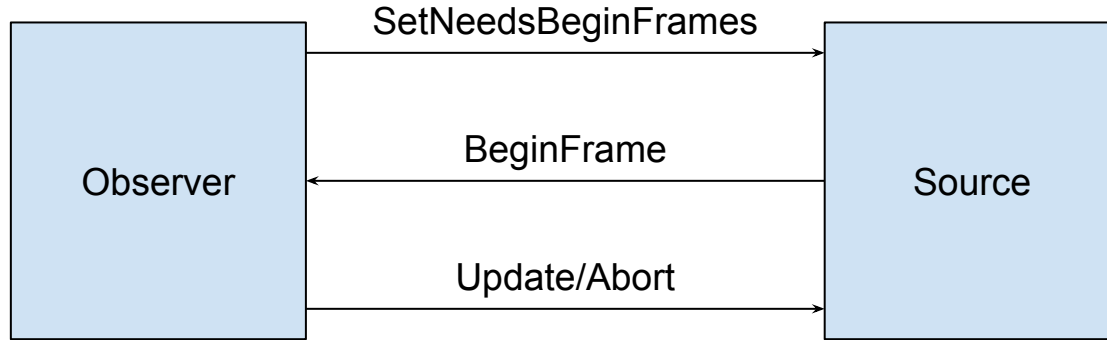 SetNeedsBeginFrames
BeginFrame
Observer
Source
Update/Abort